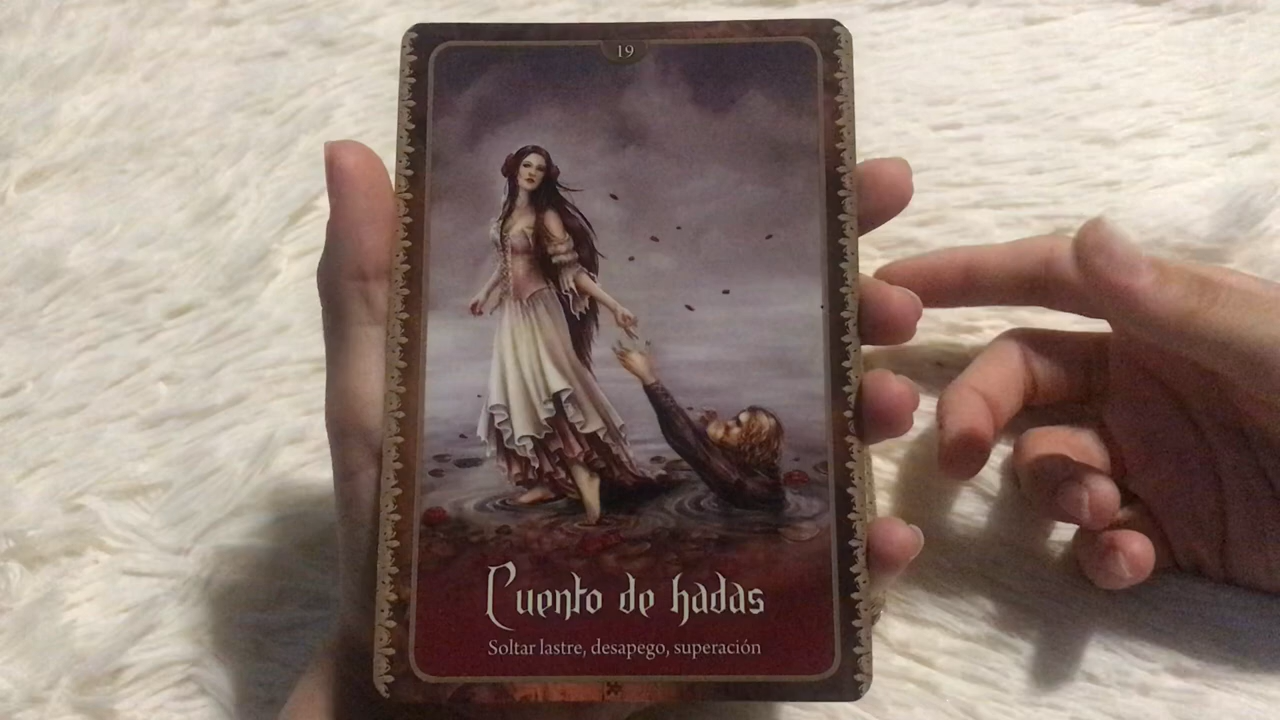 19
Cuento de hadas
Soltar lastre, desapego, superación